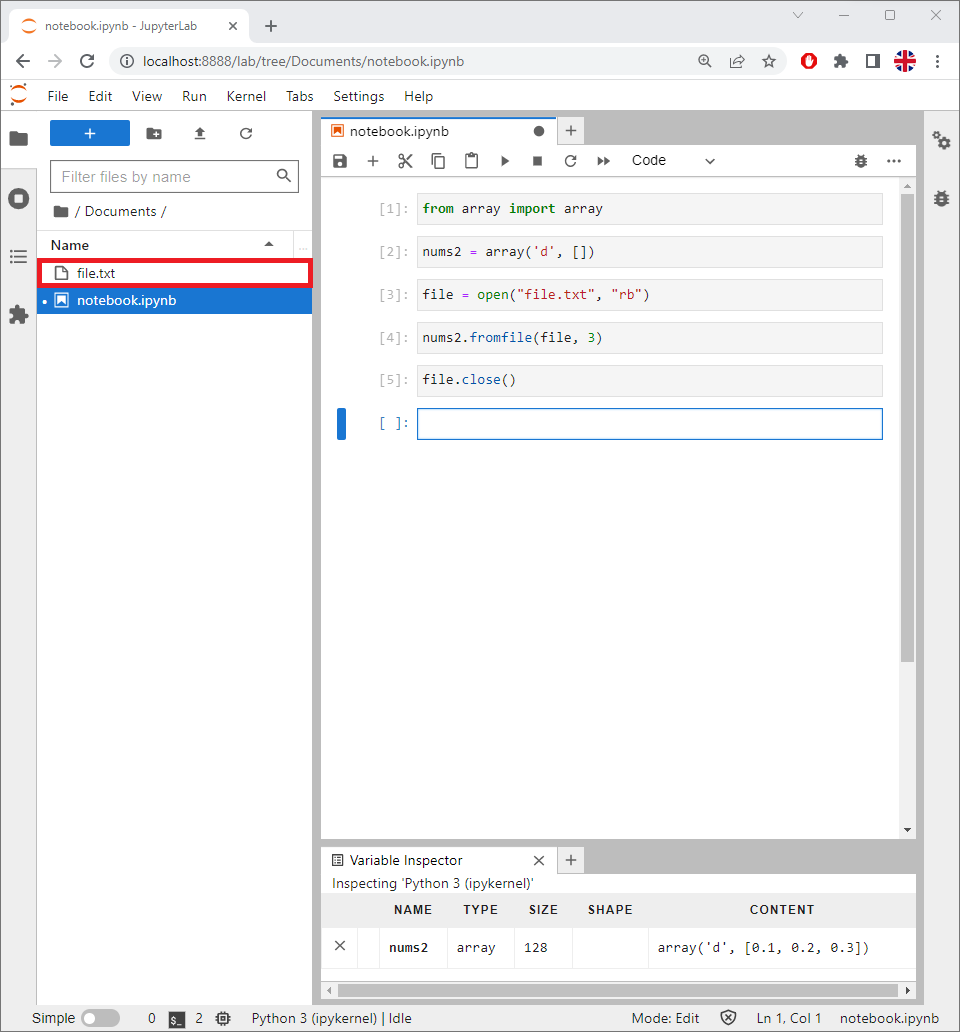 notebook.ipynb - JupyterLab
localhost:8888/lab/tree/Documents/notebook.ipynb
File Edit View Run Kernel Tabs Settings Help
+
Filter files by name
/ Documents /
Name
...
file.txt
notebook.ipynb
notebook.ipynb
Code
[1]: from array import array
[2]: nums2 = array('d', [])
[3]: file = open("file.txt", "rb")
[4]: nums2.fromfile(file, 3)
[5]: file.close()
[ ]:
Variable Inspector
Inspecting 'Python 3 (ipykernel)'
NAME TYPE SIZE SHAPE CONTENT
nums2 array 128 array('d', [0.1, 0.2, 0.3])
Simple 0 $_ 2 Python 3 (ipykernel) | Idle Mode: Edit Ln 1, Col 1 notebook.ipynb